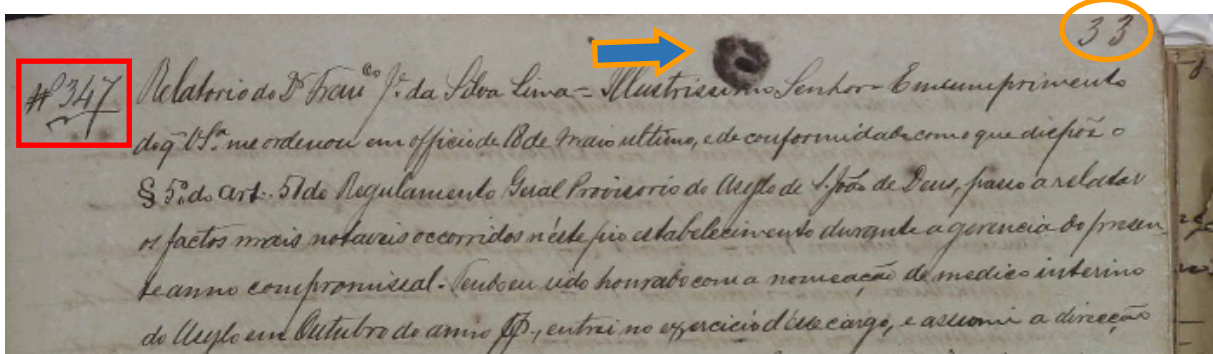 33
Nº 347 Relatorio do Dr Franco Je da Silva Lima = Illustrissimo Senhor - Em cumprimento
do q̃ V Sª me ordenou em officio de 18 de Maio ultimo, e de conformidade com o que dispõe o
§ 5º do art. 51 do Regulamento Geral Provisorio do Asylo de S. João de Deus, passo a relatar
os factos mais notaveis occorridos n'este pio estabelecimento durante a gerencia do presen
te anno compromissal. Tendo eu sido honrado com a nomeação de medico interino
do Asylo em Outubro do anno pp., entrei no exercicio d'esse cargo, e assumi a direcção